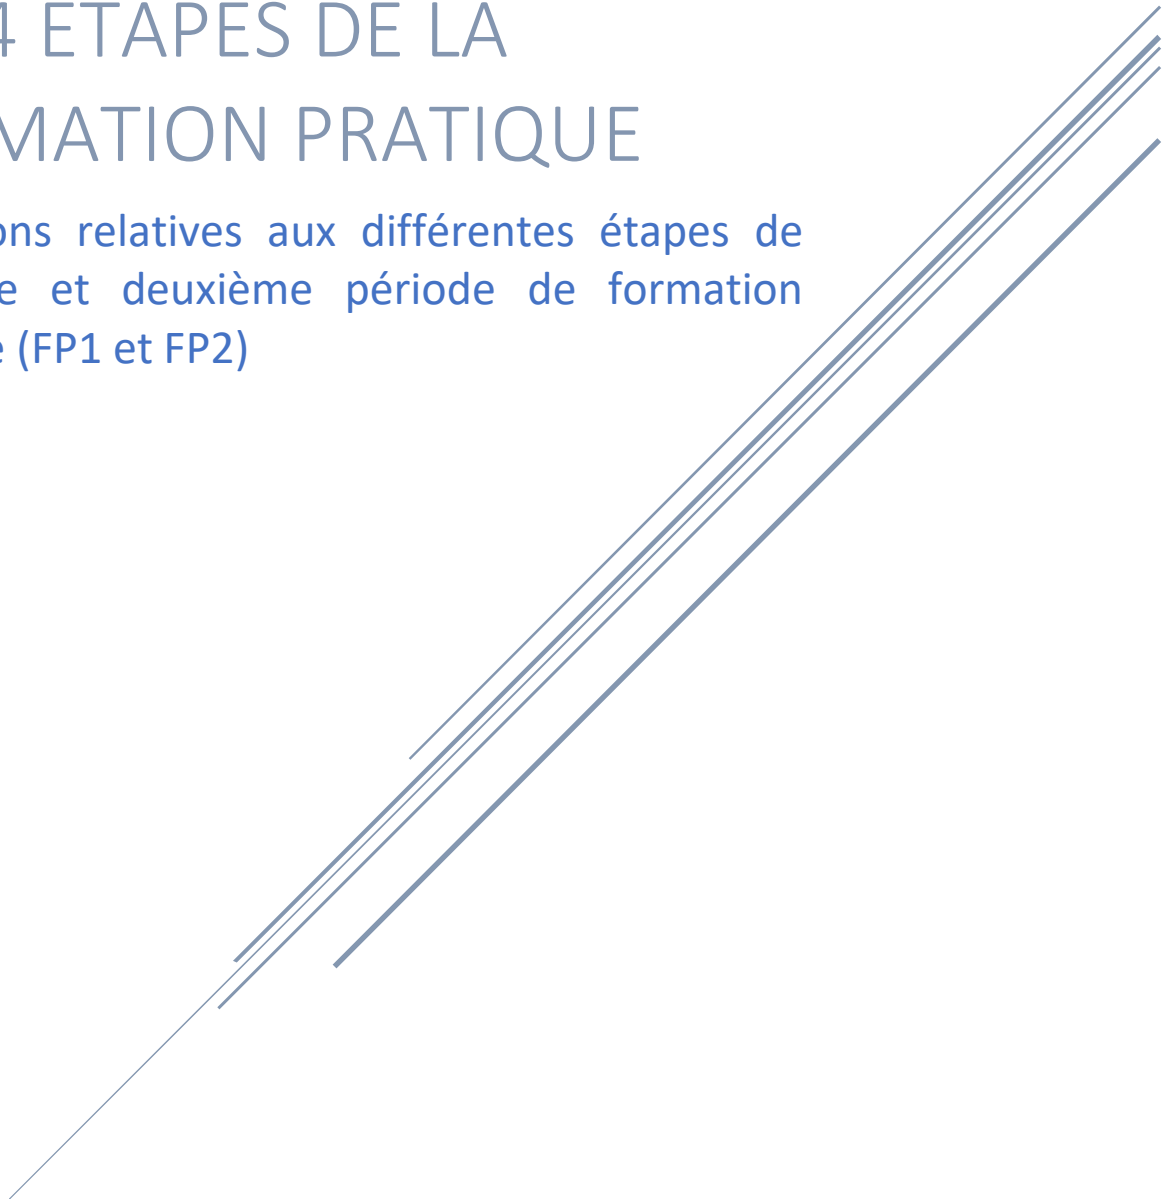 4 ETAPES DE LA
MATION PRATIQUE
ons relatives aux différentes étapes de
e et deuxième période de formation
e (FP1 et FP2)